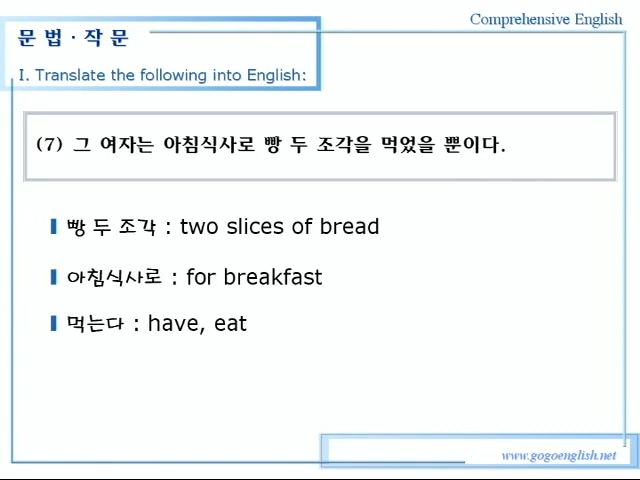 Comprehensive English
문 법 · 작 문
I. Translate the following into English:
(7) 그 여자는 아침식사로 빵 두 조각을 먹었을 뿐이다.
빵 두 조각 : two slices of bread
아침식사로 : for breakfast
먹는다 : have, eat
www.gogoenglish.net